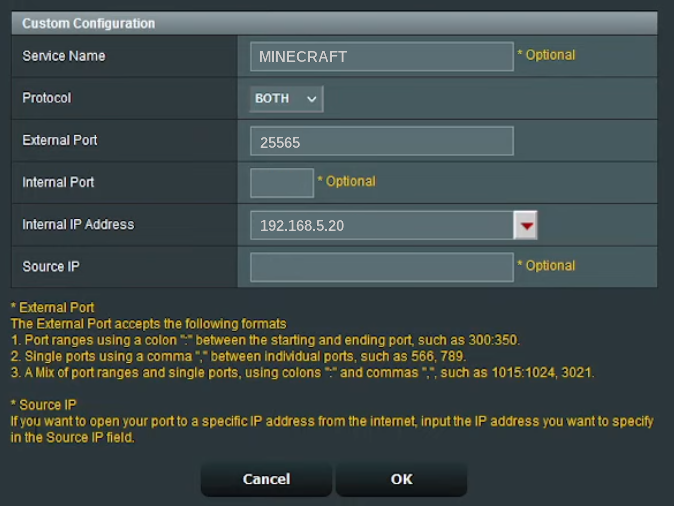 Custom Configuration
Service Name MINECRAFT * Optional
Protocol BOTH
External Port 25565
Internal Port * Optional
Internal IP Address 192.168.5.20
Source IP * Optional
* External Port
The External Port accepts the following formats
1. Port ranges using a colon ":" between the starting and ending port, such as 300:350.
2. Single ports using a comma "," between individual ports, such as 566, 789.
3. A Mix of port ranges and single ports, using colons ":" and commas ",", such as 1015:1024, 3021.
* Source IP
If you want to open your port to a specific IP address from the internet, input the IP address you want to specify
in the Source IP field.
Cancel OK